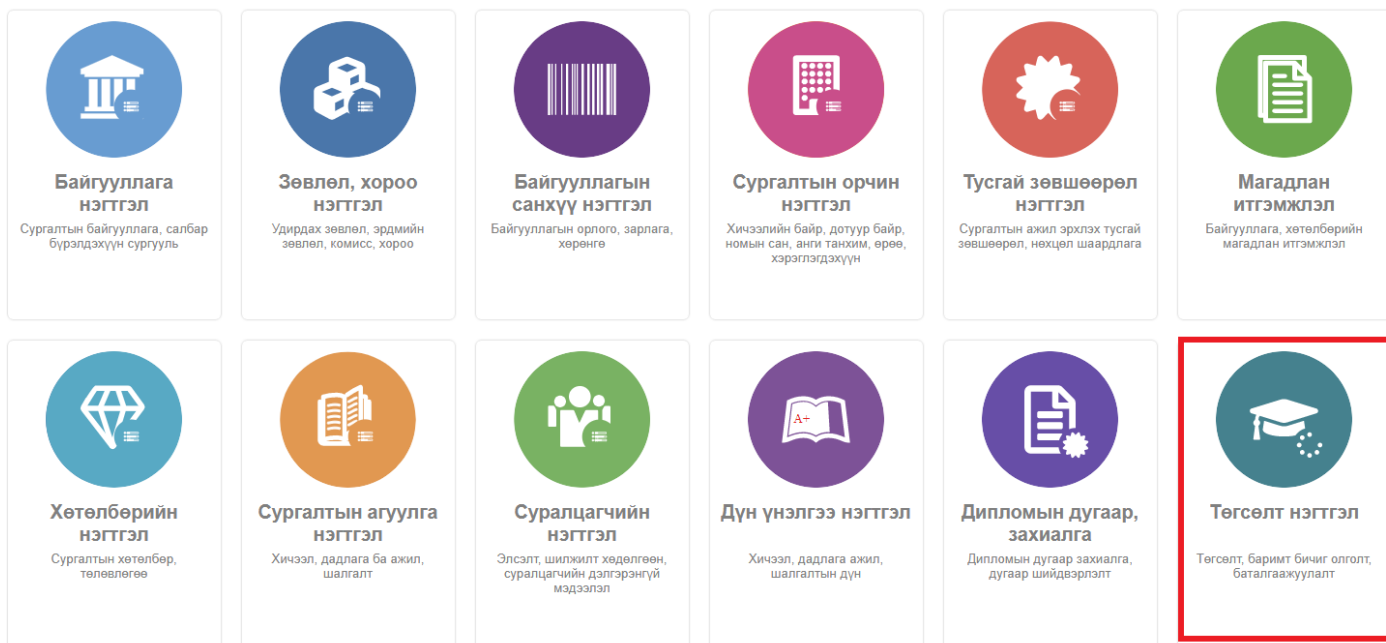 Байгууллага
нэгтгэл
Сургалтын байгууллага, салбар
бүрэлдэхүүн сургууль
Зөвлөл, хороо
нэгтгэл
Удирдах зөвлөл, эрдмийн
зөвлөл, комисс, хороо
Байгууллагын
санхүү нэгтгэл
Байгууллагын орлого, зарлага,
хөрөнгө
Сургалтын орчин
нэгтгэл
Хичээлийн байр, дотуур байр,
номын сан, анги танхим, өрөө,
хэрэглэгдэхүүн
Тусгай зөвшөөрөл
нэгтгэл
Сургалтын ажил эрхлэх тусгай
зөвшөөрөл, нөхцөл шаардлага
Магадлан
итгэмжлэл
Байгууллага, хөтөлбөрийн
магадлан итгэмжлэл
Хөтөлбөрийн
нэгтгэл
Сургалтын хөтөлбөр,
төлөвлөгөө
Сургалтын агуулга
нэгтгэл
Хичээл, дадлага ба ажил,
шалгалт
Суралцагчийн
нэгтгэл
Элсэлт, шилжилт хөдөлгөөн,
суралцагчийн дэлгэрэнгүй
мэдээлэл
A+
Дүн үнэлгээ нэгтгэл
Хичээл, дадлага ажил,
шалгалтын дүн
Дипломын дугаар,
захиалга
Дипломын дугаар захиалга,
дугаар шийдвэрлэлт
Төгсөлт нэгтгэл
Төгсөлт, баримт бичиг олголт,
баталгаажуулалт